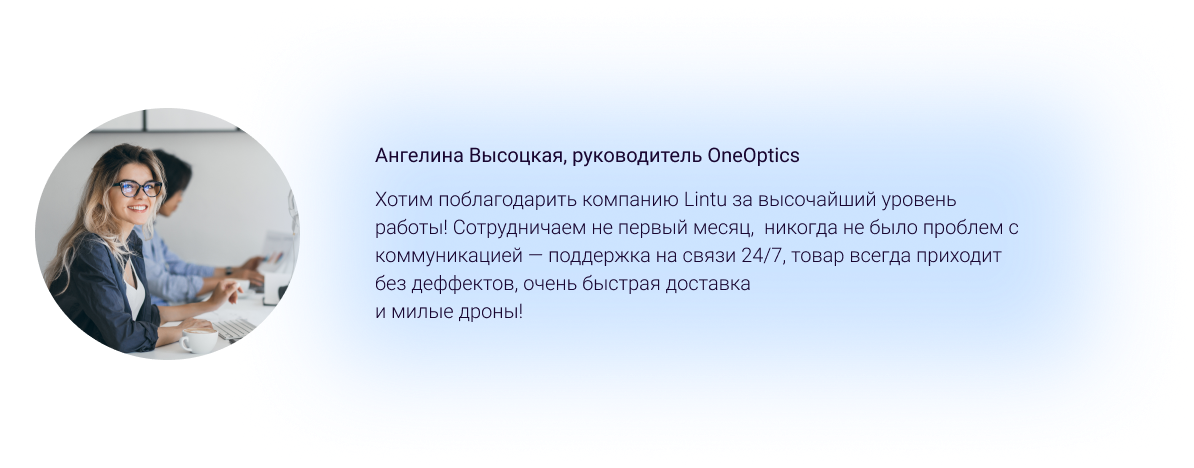 Ангелина Высоцкая, руководитель OneOptics
Хотим поблагодарить компанию Lintu за высочайший уровень
работы! Сотрудничаем не первый месяц,  никогда не было проблем с
коммуникацией — поддержка на связи 24/7, товар всегда приходит
без деффектов, очень быстрая доставка
и милые дроны!